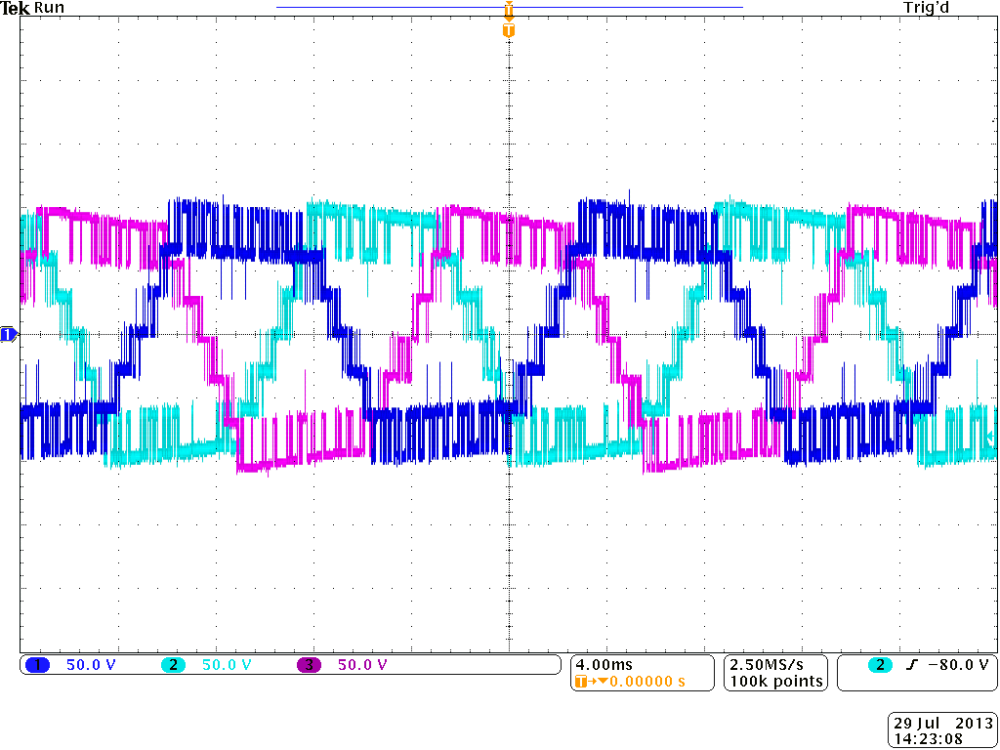 Tek Run Trig'd
T
T
1
1 50.0 V 2 50.0 V 3 50.0 V
4.00ms
T→▼0.00000 s
2.50MS/s
100k points
2 −80.0 V
29 Jul 2013
14:23:08